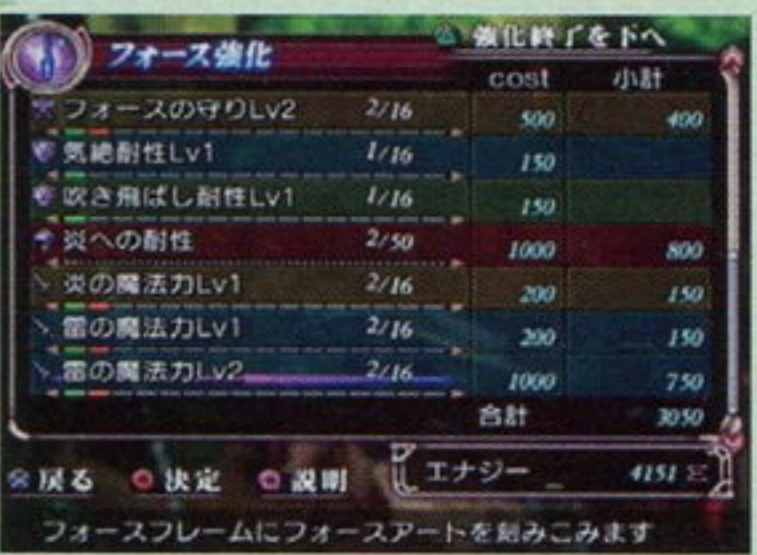 フォース強化
強化終了を下へ
cost 小計
フォースの守りLv2 2/16 500 400
気絶耐性Lv1 1/16 150
吹き飛ばし耐性Lv1 1/16 150
炎への耐性 2/50 1000 800
炎の魔法力Lv1 2/16 200 150
雷の魔法力Lv1 2/16 200 150
雷の魔法力Lv2 2/16 1000 750
合計 3050
戻る 決定 説明
エナジー 4151
フォースフレームにフォースアートを刻みこみます